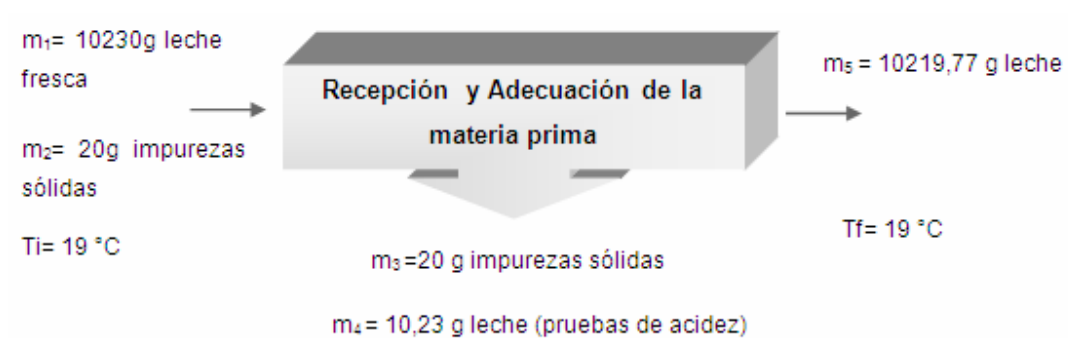 m₁= 10230g leche
fresca
m₂= 20g impurezas
sólidas
Ti= 19 °C
Recepción y Adecuación de la
materia prima
m₅ = 10219,77 g leche
Tf= 19 °C
m₃ =20 g impurezas sólidas
m₄ = 10,23 g leche (pruebas de acidez)